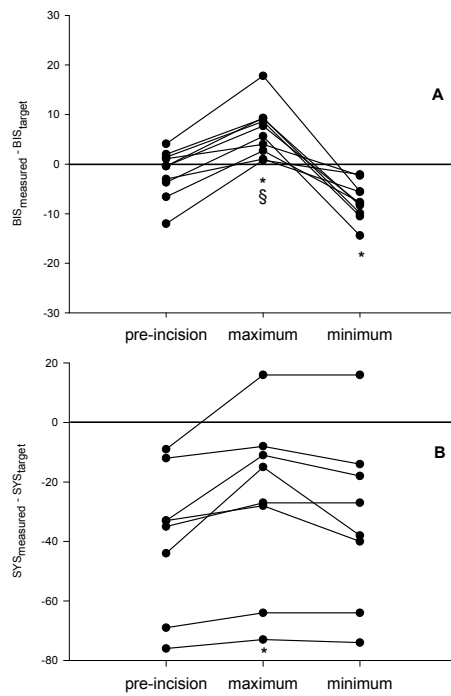 30
20
A
10
0
-10
-20
-30
BISmeasured - BIStarget
*
§
*
pre-incision maximum minimum
20
0
B
-20
-40
-60
-80
SYSmeasured - SYStarget
*
pre-incision maximum minimum